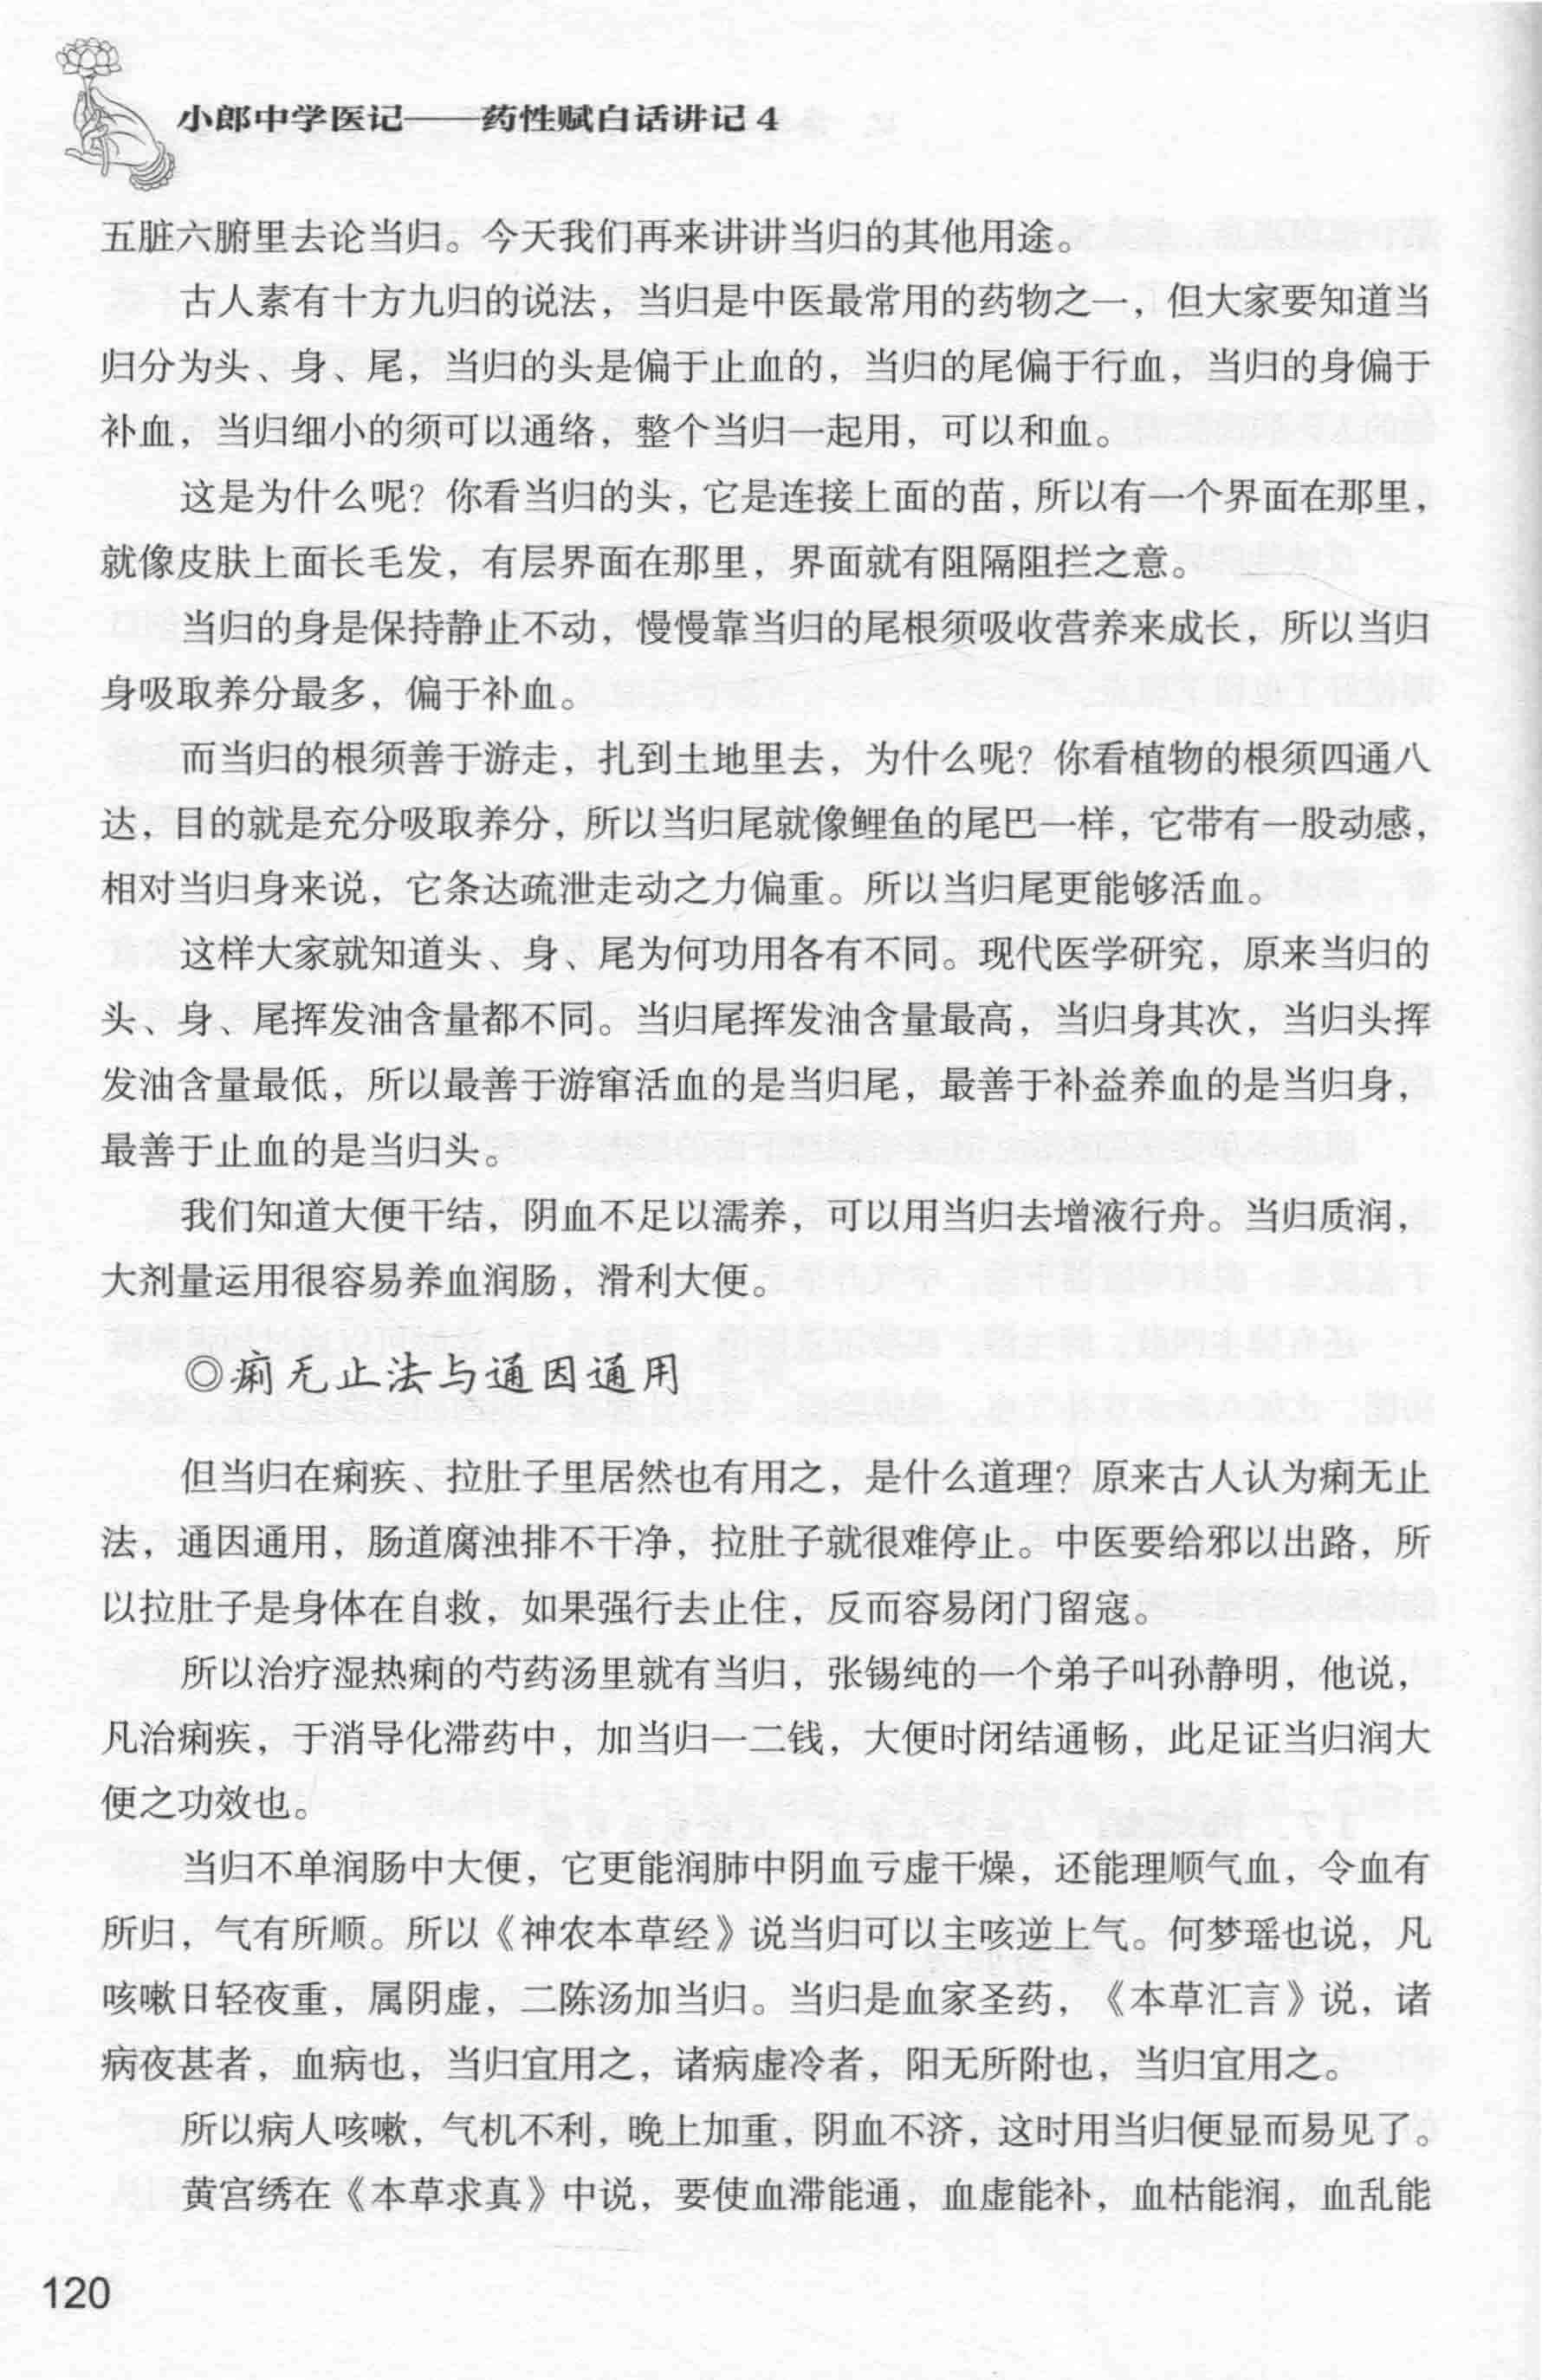 小郎中学医记——药性赋白话讲记4
五脏六腑里去论当归。今天我们再来讲讲当归的其他用途。
古人素有十方九归的说法，当归是中医最常用的药物之一，但大家要知道当
归分为头、身、尾，当归的头是偏于止血的，当归的尾偏于行血，当归的身偏于
补血，当归细小的须可以通络，整个当归一起用，可以和血。
这是为什么呢？你看当归的头，它是连接上面的苗，所以有一个界面在那里，
就像皮肤上面长毛发，有层界面在那里，界面就有阻隔阻拦之意。
当归的身是保持静止不动，慢慢靠当归的尾根须吸收营养来成长，所以当归
身吸取养分最多，偏于补血。
而当归的根须善于游走，扎到土地里去，为什么呢？你看植物的根须四通八
达，目的就是充分吸取养分，所以当归尾就像鲤鱼的尾巴一样，它带有一股动感，
相对当归身来说，它条达疏泄走动之力偏重。所以当归尾更能够活血。
这样大家就知道头、身、尾为何功用各有不同。现代医学研究，原来当归的
头、身、尾挥发油含量都不同。当归尾挥发油含量最高，当归身其次，当归头挥
发油含量最低，所以最善于游窜活血的是当归尾，最善于补益养血的是当归身，
最善于止血的是当归头。
我们知道大便干结，阴血不足以濡养，可以用当归去增液行舟。当归质润，
大剂量运用很容易养血润肠，滑利大便。
◎痢无止法与通因通用
但当归在痢疾、拉肚子里居然也有用之，是什么道理？原来古人认为痢无止
法，通因通用，肠道腐浊排不干净，拉肚子就很难停止。中医要给邪以出路，所
以拉肚子是身体在自救，如果强行去止住，反而容易闭门留寇。
所以治疗湿热痢的芍药汤里就有当归，张锡纯的一个弟子叫孙静明，他说，
凡治痢疾，于消导化滞药中，加当归一二钱，大便时闭结通畅，此足证当归润大
便之功效也。
当归不单润肠中大便，它更能润肺中阴血亏虚干燥，还能理顺气血，令血有
所归，气有所顺。所以《神农本草经》说当归可以主咳逆上气。何梦瑶也说，凡
咳嗽日轻夜重，属阴虚，二陈汤加当归。当归是血家圣药，《本草汇言》说，诸
病夜甚者，血病也，当归宜用之，诸病虚冷者，阳无所附也，当归宜用之。
所以病人咳嗽，气机不利，晚上加重，阴血不济，这时用当归便显而易见了。
黄宫绣在《本草求真》中说，要使血滞能通，血虚能补，血枯能润，血乱能
120